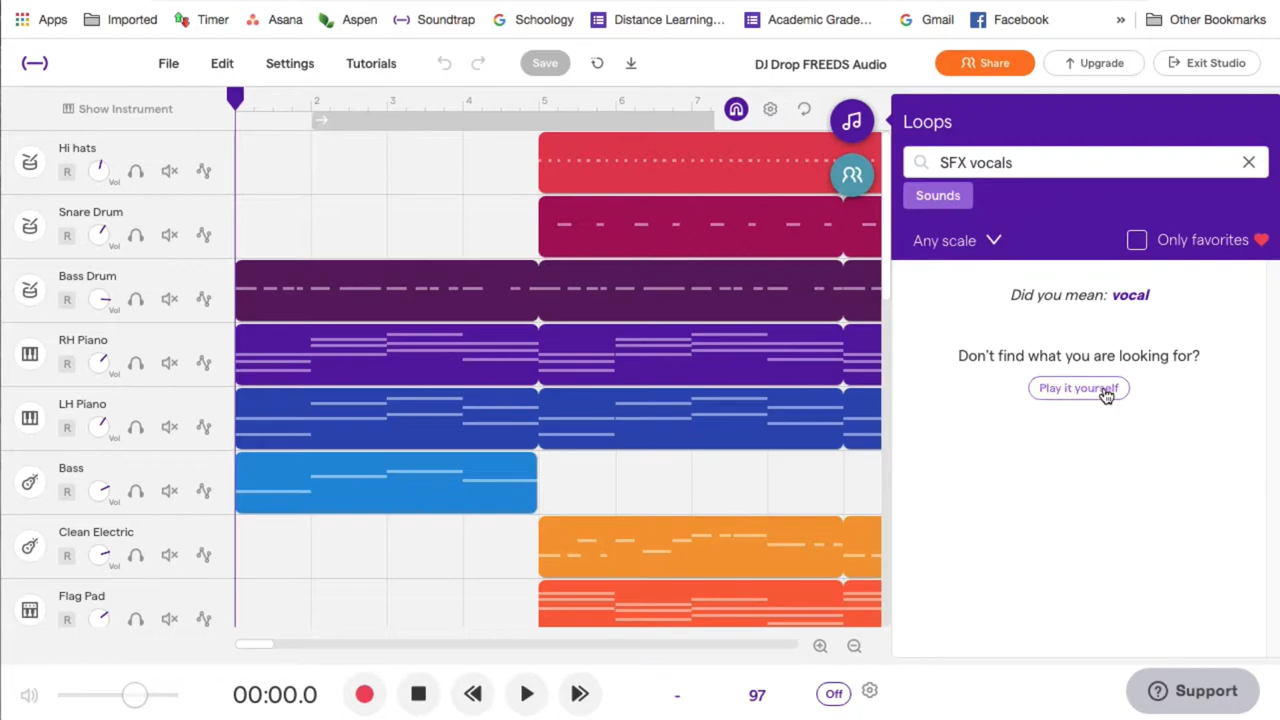 Apps Imported Timer Asana Aspen Soundtrap Schoology Distance Learning... Academic Grade... Gmail Facebook » Other Bookmarks
File Edit Settings Tutorials Save DJ Drop FREEDS Audio Share Upgrade Exit Studio
Show Instrument 2 3 4 5 6 7
Loops
SFX vocals
Sounds
Any scale Only favorites
Did you mean: vocal
Don't find what you are looking for?
Play it yourself
Hi hats
R Vol
Snare Drum
R Vol
Bass Drum
R Vol
RH Piano
R Vol
LH Piano
R Vol
Bass
R Vol
Clean Electric
R Vol
Flag Pad
R Vol
00:00.0 - 97 Off Support